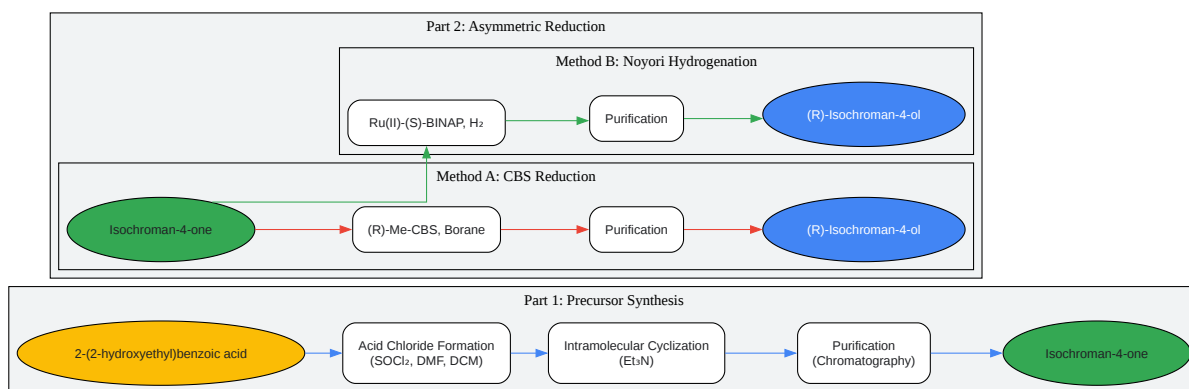 Part 2: Asymmetric Reduction
Method B: Noyori Hydrogenation
Ru(II)-(S)-BINAP, H₂
Purification
(R)-Isochroman-4-ol
Method A: CBS Reduction
Isochroman-4-one
(R)-Me-CBS, Borane
Purification
(R)-Isochroman-4-ol
Part 1: Precursor Synthesis
2-(2-hydroxyethyl)benzoic acid
Acid Chloride Formation
(SOCl₂, DMF, DCM)
Intramolecular Cyclization
(Et₃N)
Purification
(Chromatography)
Isochroman-4-one